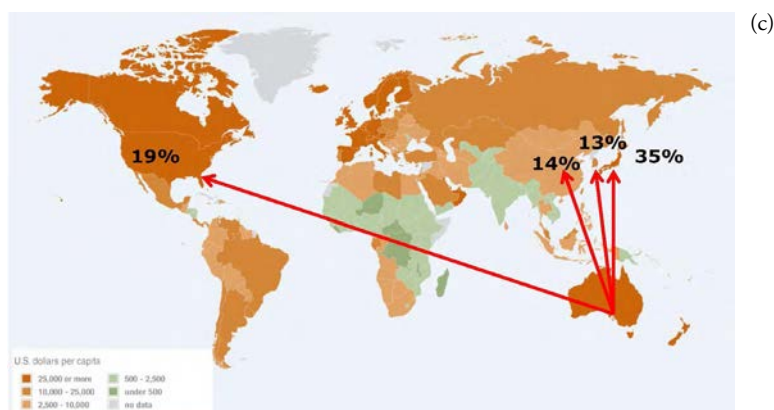 (c)
13%
19%
14%
35%
U.S. dollars per capita
25,000 or more
500 - 2,500
10,000 - 25,000
under 500
2,500 - 10,000
no data